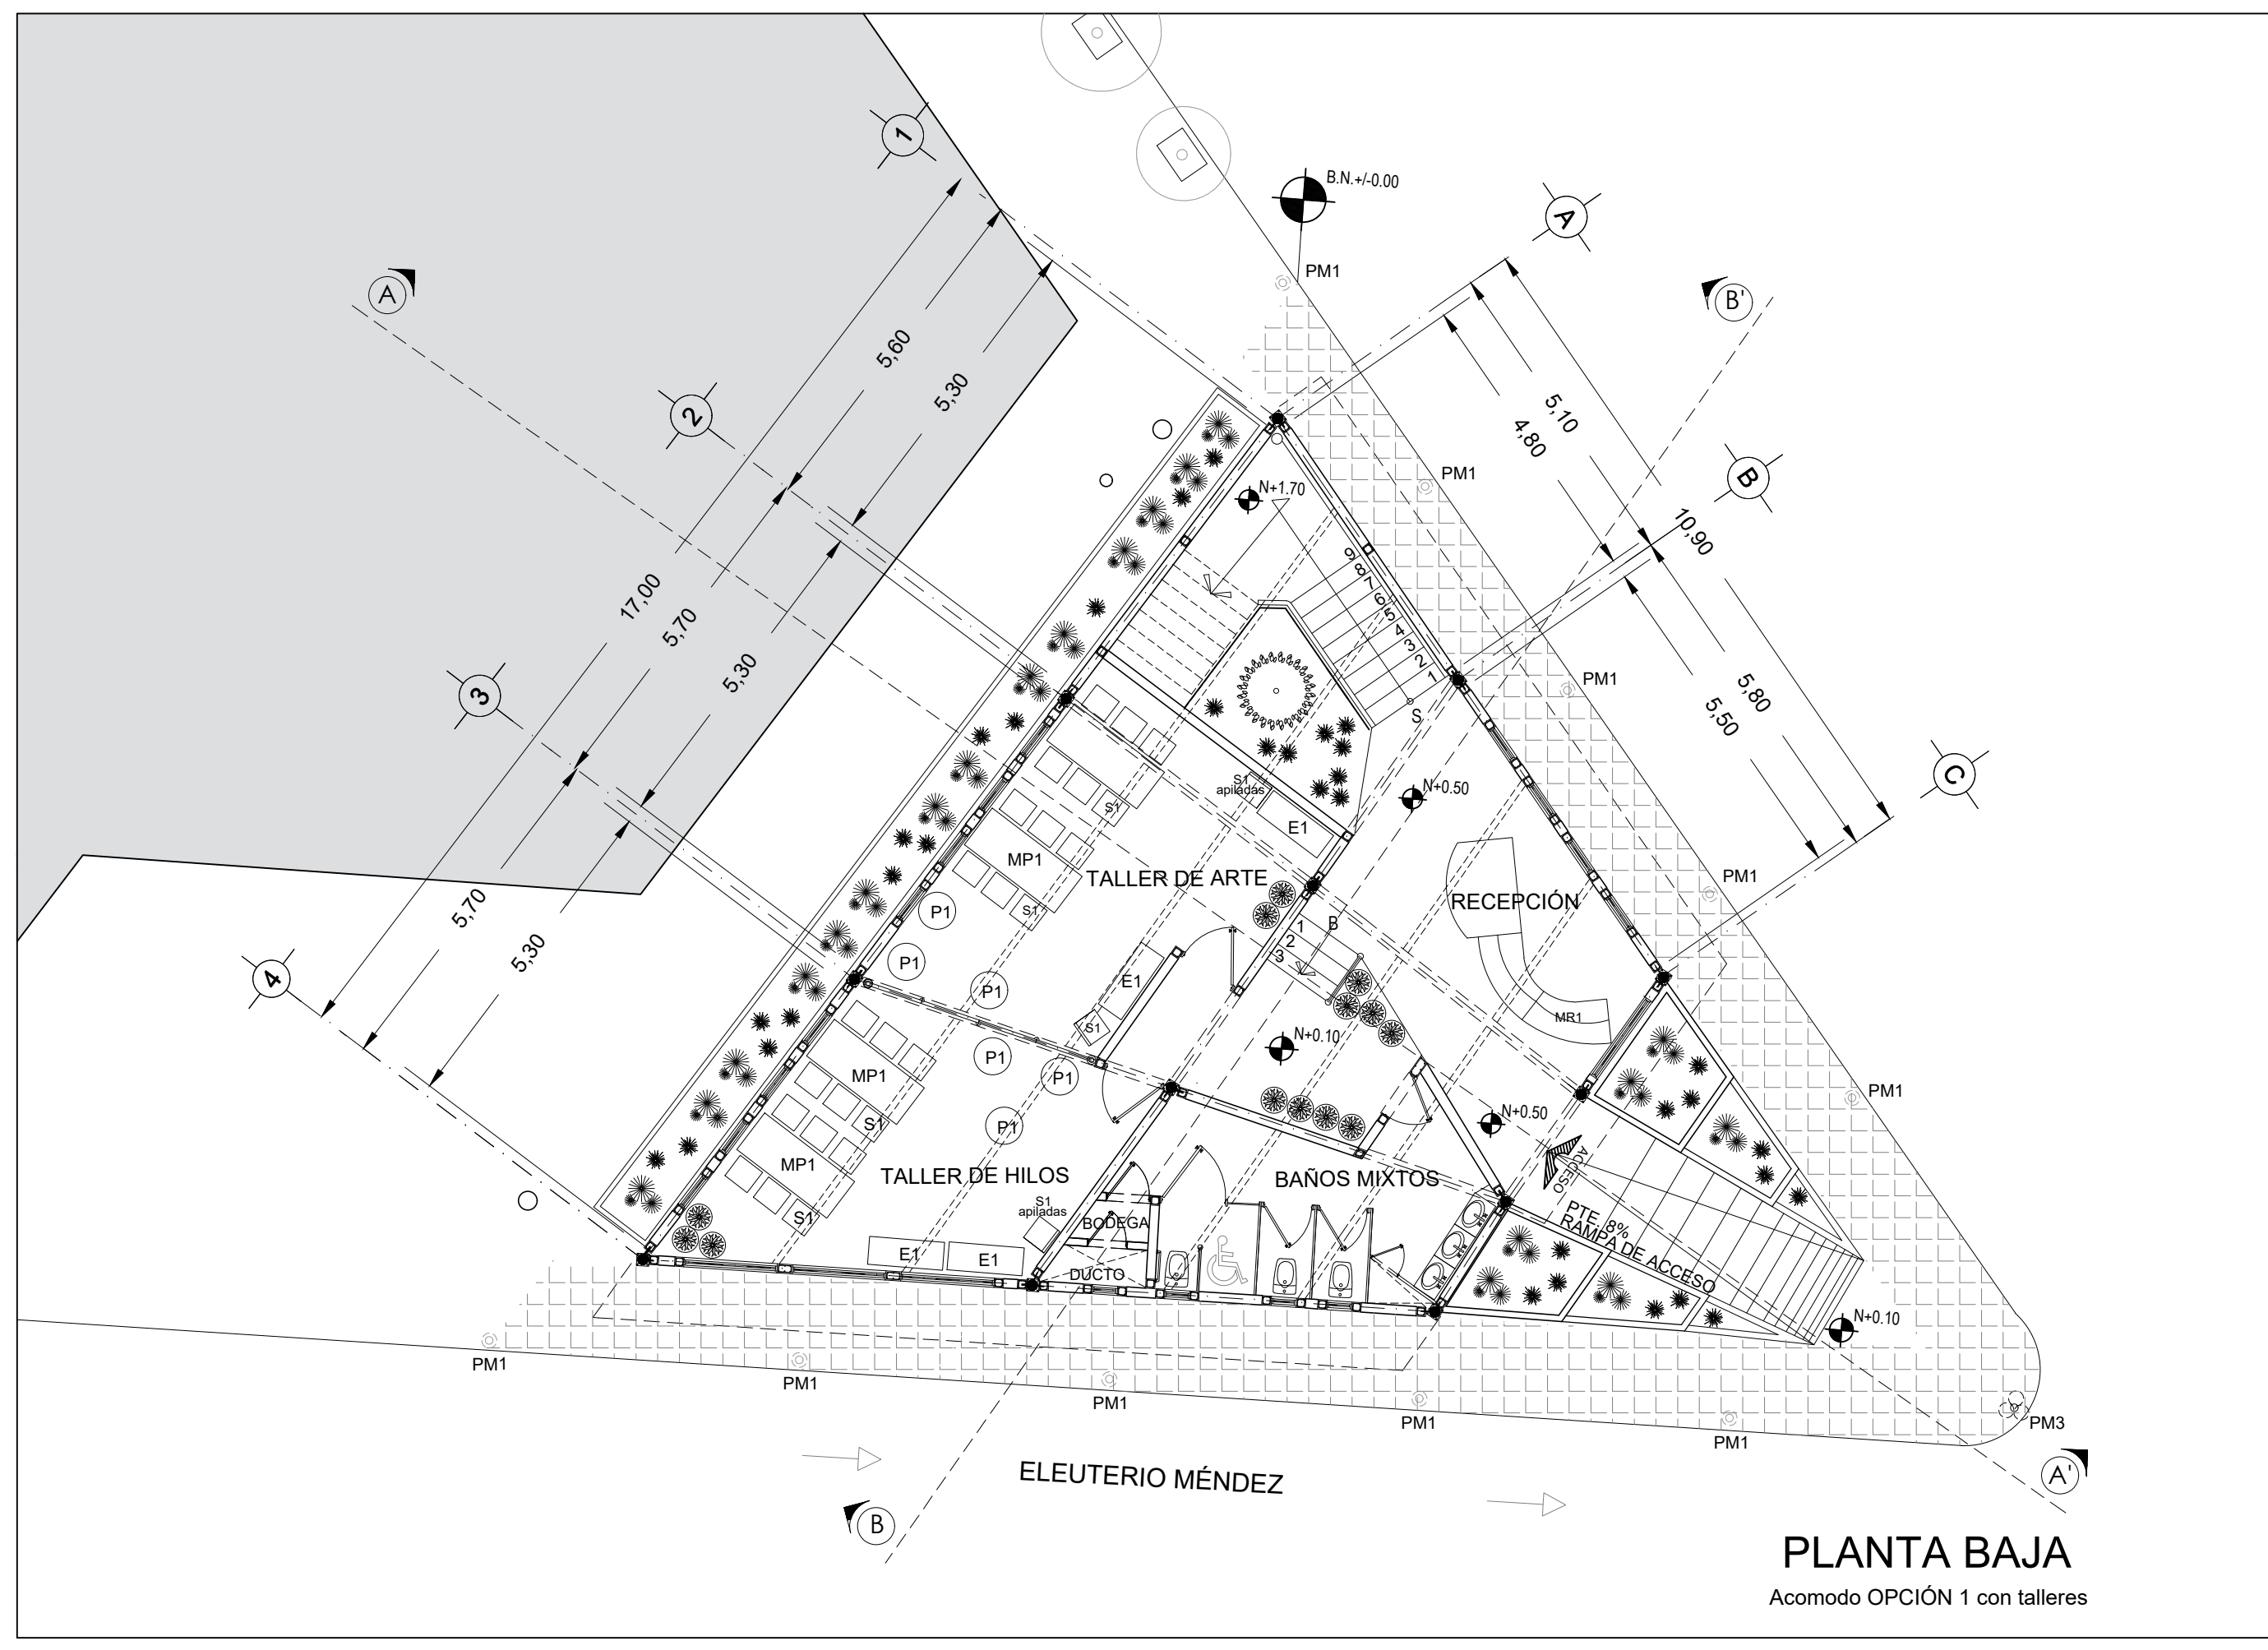 1
A
B.N.+/-0.00
PM1
A
B'
5,60
5,30
2
5,10
4,80
PM1
B
N+1.70
10,90
9
8
7
6
5
4
3
2
1
S
17,00
5,70
5,30
3
PM1
5,80
5,50
C
S1
apiladas
S1
N+0.50
E1
MP1
TALLER DE ARTE
RECEPCIÓN
PM1
S1
P1
1
2
3
B
P1
5,70
5,30
4
P1
E1
S1
MR1
P1
N+0.10
P1
MP1
PM1
S1
P1
N+0.50
MP1
TALLER DE HILOS
BAÑOS MIXTOS
ACCESO
S1
S1
apiladas
BODEGA
PTE. 8%
RAMPA DE ACCESO
E1
E1
DUCTO
N+0.10
PM1
PM1
PM1
PM1
PM1
PM3
ELEUTERIO MÉNDEZ
A'
B
PLANTA BAJA
Acomodo OPCIÓN 1 con talleres